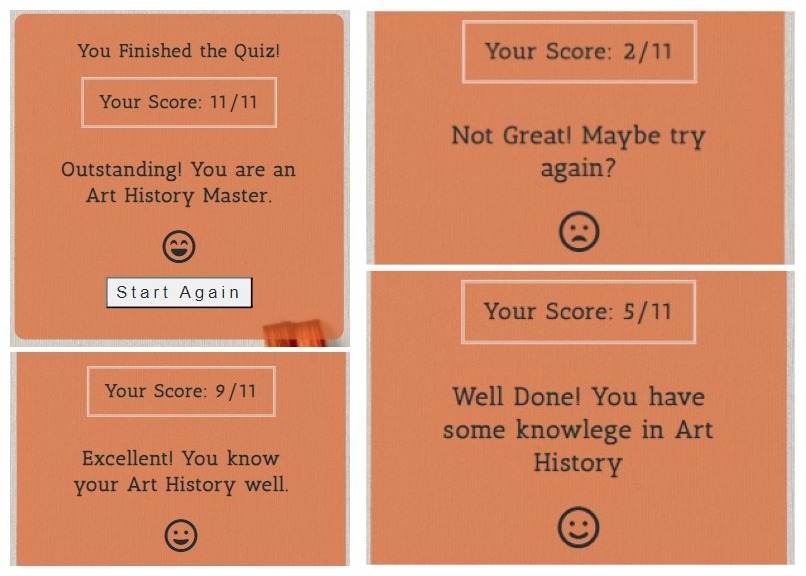 You Finished the Quiz!
Your Score: 11/11
Outstanding! You are an
Art History Master.
Start Again
Your Score: 2/11
Not Great! Maybe try
again?
Your Score: 9/11
Excellent! You know
your Art History well.
Your Score: 5/11
Well Done! You have
some knowlege in Art
History